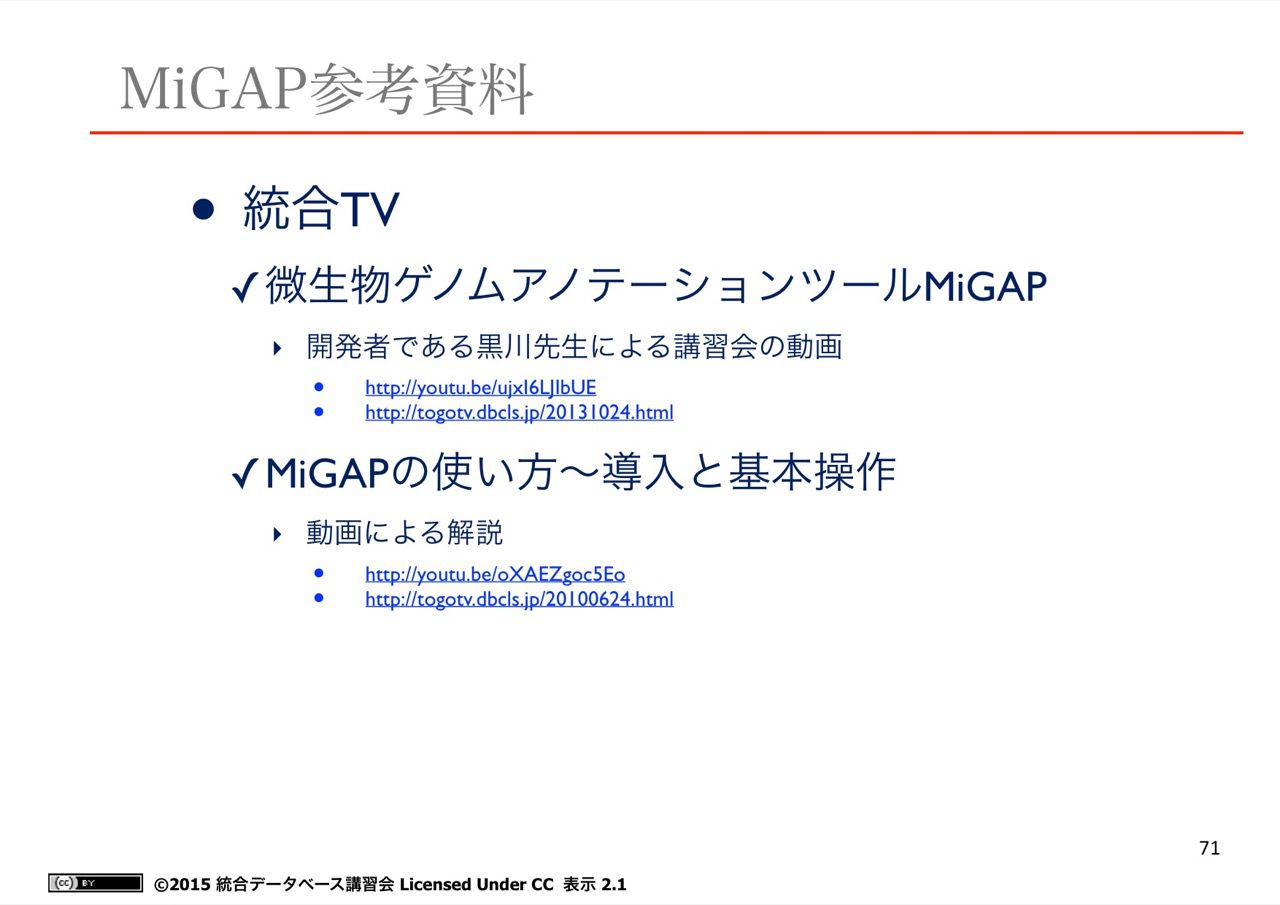 MiGAP参考資料
● 統合TV
✓微生物ゲノムアノテーションツールMiGAP
‣ 開発者である黒川先生による講習会の動画
• http://youtu.be/ujxI6LJlbUE
• http://togotv.dbcls.jp/20131024.html
✓MiGAPの使い方〜導入と基本操作
‣ 動画による解説
• http://youtu.be/oXAEZgoc5Eo
• http://togotv.dbcls.jp/20100624.html
71
(cc) BY ©2015 統合データベース講習会 Licensed Under CC 表示 2.1